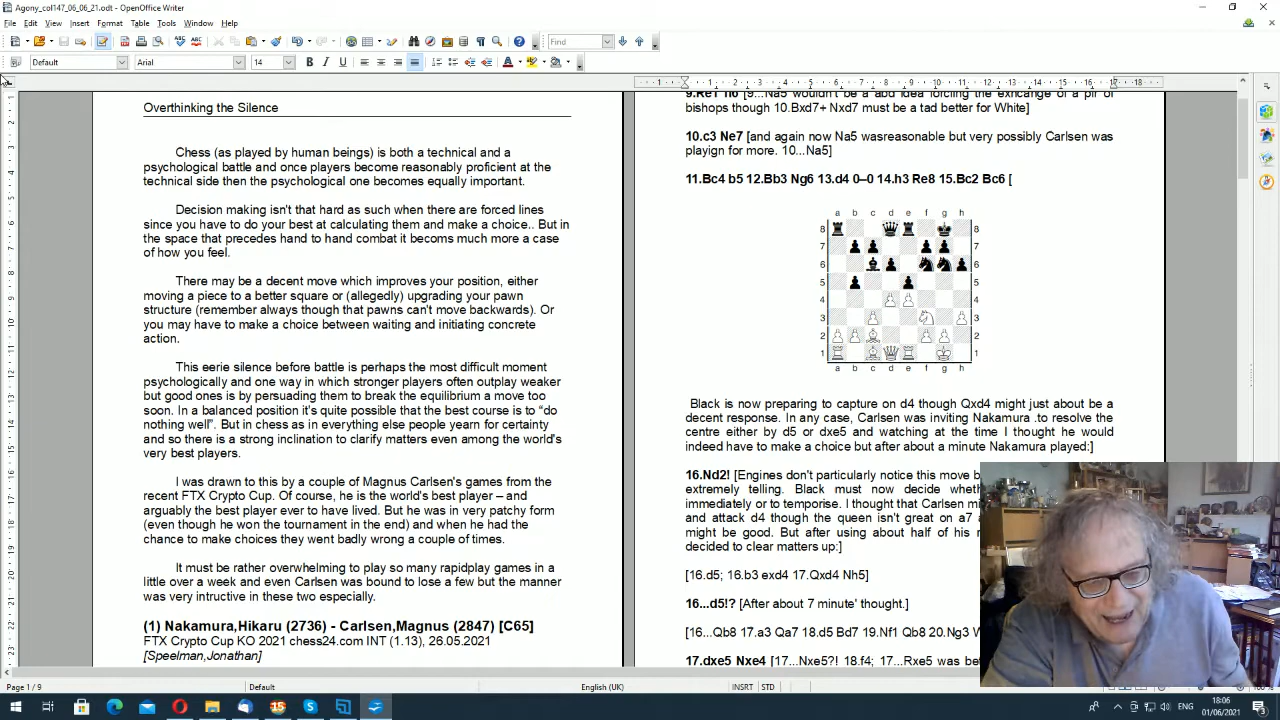 Agony_col147_06_06_21.odt - OpenOffice Writer
File Edit View Insert Format Table Tools Window Help
Find
Default Arial 14
Overthinking the Silence
Chess (as played by human beings) is both a technical and a
psychological battle and once players become reasonably proficient at the
technical side then the psychological one becomes equally important.
Decision making isn't that hard as such when there are forced lines
since you have to do your best at calculating them and make a choice.. But in
the space that precedes hand to hand combat it becoms much more a case
of how you feel.
There may be a decent move which improves your position, either
moving a piece to a better square or (allegedly) upgrading your pawn
structure (remember always though that pawns can't move backwards). Or
you may have to make a choice between waiting and initiating concrete
action.
This eerie silence before battle is perhaps the most difficult moment
psychologically and one way in which stronger players often outplay weaker
but good ones is by persuading them to break the equilibrium a move too
soon. In a balanced position it's quite possible that the best course is to "do
nothing well". But in chess as in everything else people yearn for certainty
and so there is a strong inclination to clarify matters even among the world's
very best players.
I was drawn to this by a couple of Magnus Carlsen's games from the
recent FTX Crypto Cup. Of course, he is the world's best player – and
arguably the best player ever to have lived. But he was in very patchy form
(even though he won the tournament in the end) and when he had the
chance to make choices they went badly wrong a couple of times.
It must be rather overwhelming to play so many rapidplay games in a
little over a week and even Carlsen was bound to lose a few but the manner
was very intructive in these two especially.
(1) Nakamura,Hikaru (2736) - Carlsen,Magnus (2847) [C65]
FTX Crypto Cup KO 2021 chess24.com INT (1.13), 26.05.2021
[Speelman,Jonathan]
9.Re1 h6 [9...Na5 wouldn't be a abd idea forcing the exhcange of a pir of
bishops though 10.Bxd7+ Nxd7 must be a tad better for White]
10.c3 Ne7 [and again now Na5 wasreasonable but very possibly Carlsen was
playign for more. 10...Na5]
11.Bc4 b5 12.Bb3 Ng6 13.d4 0–0 14.h3 Re8 15.Bc2 Bc6 [
a b c d e f g h
8 8
7 7
6 6
5 5
4 4
3 3
2 2
1 1
a b c d e f g h
Black is now preparing to capture on d4 though Qxd4 might just about be a
decent response. In any case, Carlsen was inviting Nakamura .to resolve the
centre either by d5 or dxe5 and watching at the time I thought he would
indeed have to make a choice but after about a minute Nakamura played:]
16.Nd2! [Engines don't particularly notice this move b
extremely telling. Black must now decide wheth
immediately or to temporise. I thought that Carlsen mi
and attack d4 though the queen isn't great on a7 a
might be good. But after using about half of his r
decided to clear matters up:]
[16.d5; 16.b3 exd4 17.Qxd4 Nh5]
16...d5!? [After about 7 minute' thought.]
[16...Qb8 17.a3 Qa7 18.d5 Bd7 19.Nf1 Qb8 20.Ng3
17.dxe5 Nxe4 [17...Nxe5?! 18.f4; 17...Rxe5 was bet
Page 1 / 9 Default English (UK) INSRT STD
ENG
18:06
01/06/2021